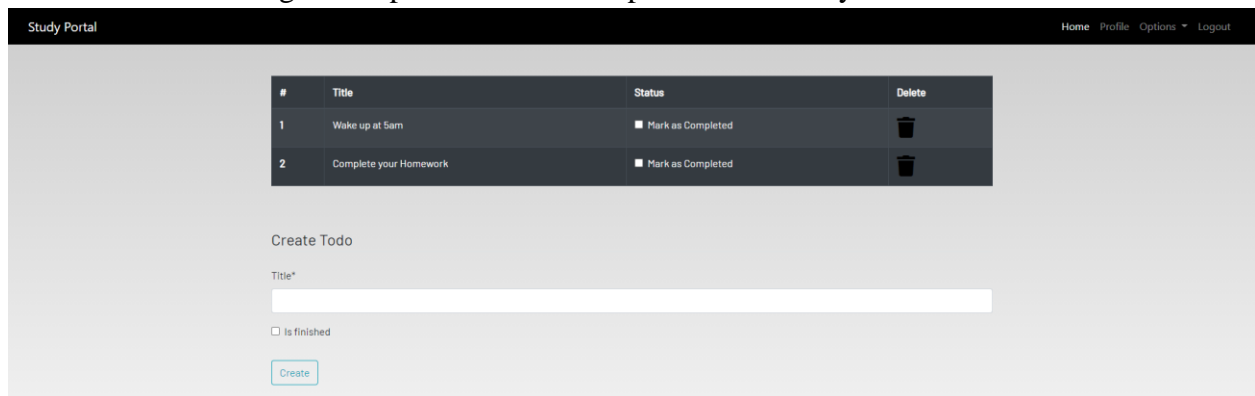 Study Portal Home Profile Options Logout
# Title Status Delete
1 Wake up at 5am Mark as Completed
2 Complete your Homework Mark as Completed
Create Todo
Title*
Is finished
Create